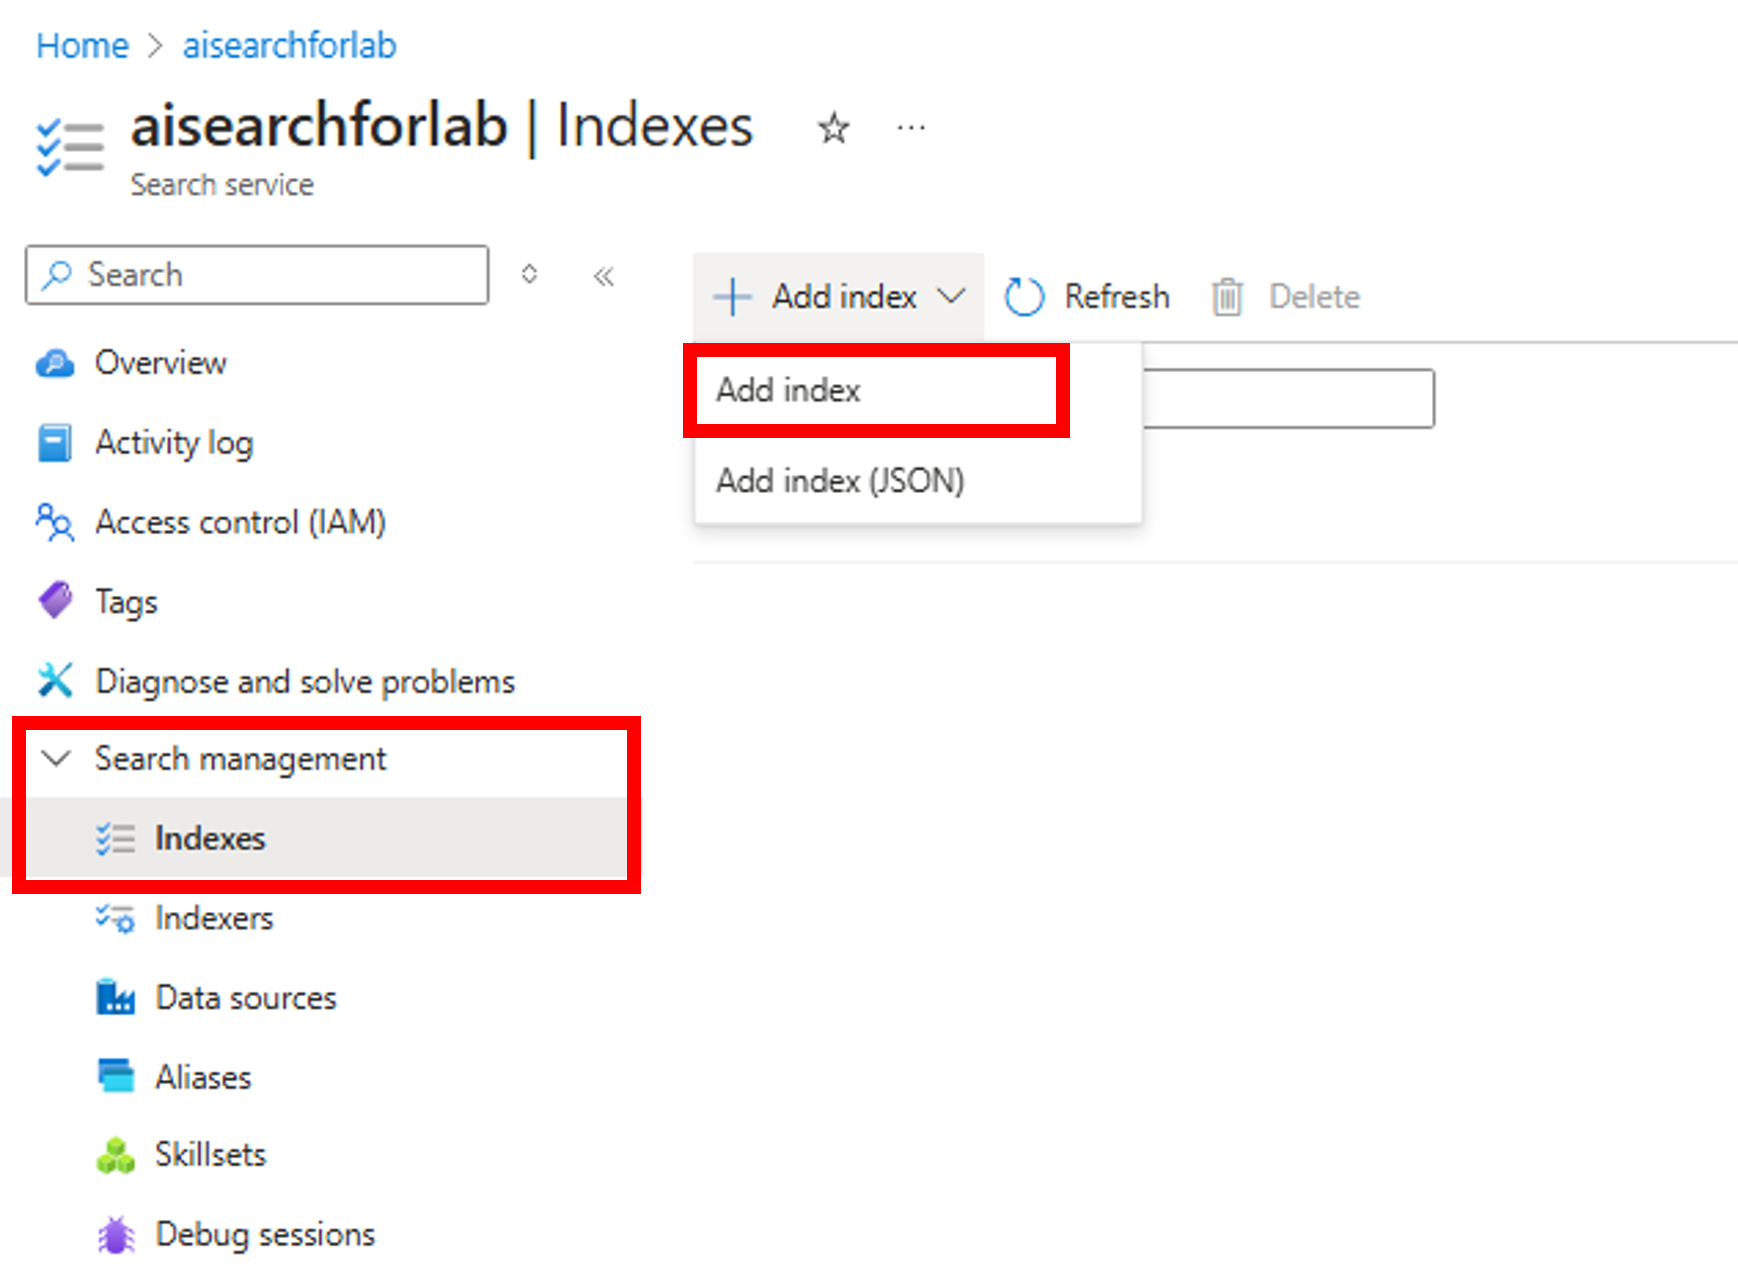 Home > aisearchforlab
aisearchforlab | Indexes
Search service
Search
Add index
Refresh
Delete
Add index
Add index (JSON)
Overview
Activity log
Access control (IAM)
Tags
Diagnose and solve problems
Search management
Indexes
Indexers
Data sources
Aliases
Skillsets
Debug sessions